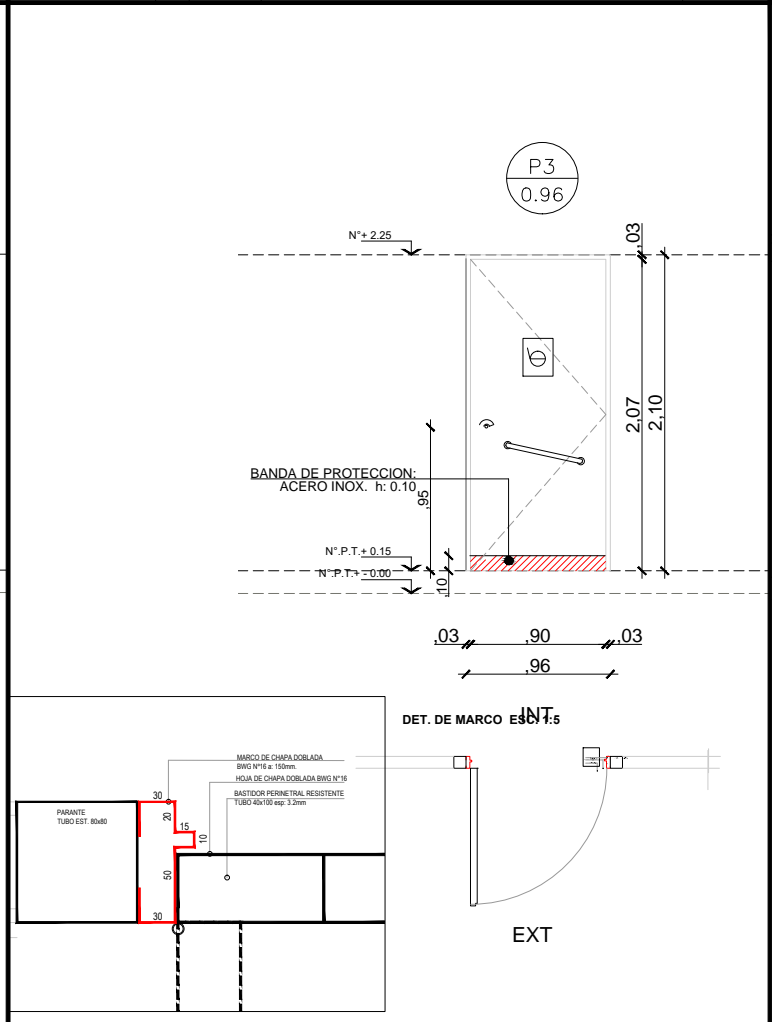 P3
0.96
N°+ 2.25
,03
2,07
2,10
,95
BANDA DE PROTECCION:
ACERO INOX. h: 0.10
N°.P.T.+ 0.15
N°.P.T.+ - 0.00
,10
,03
,90
,03
,96
INT
DET. DE MARCO ESC. 1:5
MARCO DE CHAPA DOBLADA
BWG N°16 a: 150mm.
HOJA DE CHAPA DOBLADA BWG N°16
BASTIDOR PERINETRAL RESISTENTE
TUBO 40x100 esp: 3.2mm
PARANTE
TUBO EST. 80x80
30
20
15
10
50
30
EXT